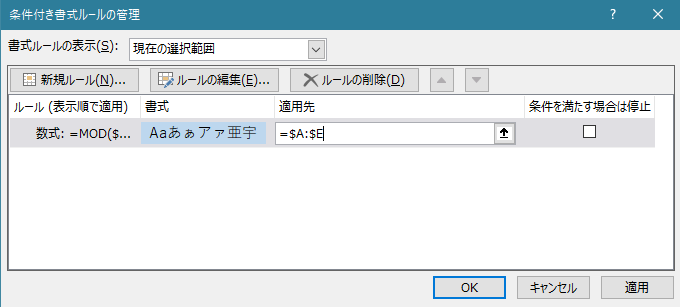 条件付き書式ルールの管理
書式ルールの表示(S): 現在の選択範囲
新規ルール(N)... ルールの編集(E)... ルールの削除(D)
ルール (表示順で適用) 書式 適用先 条件を満たす場合は停止
数式: =MOD($... Aaあぁアァ亜宇 =$A:$E
OK キャンセル 適用